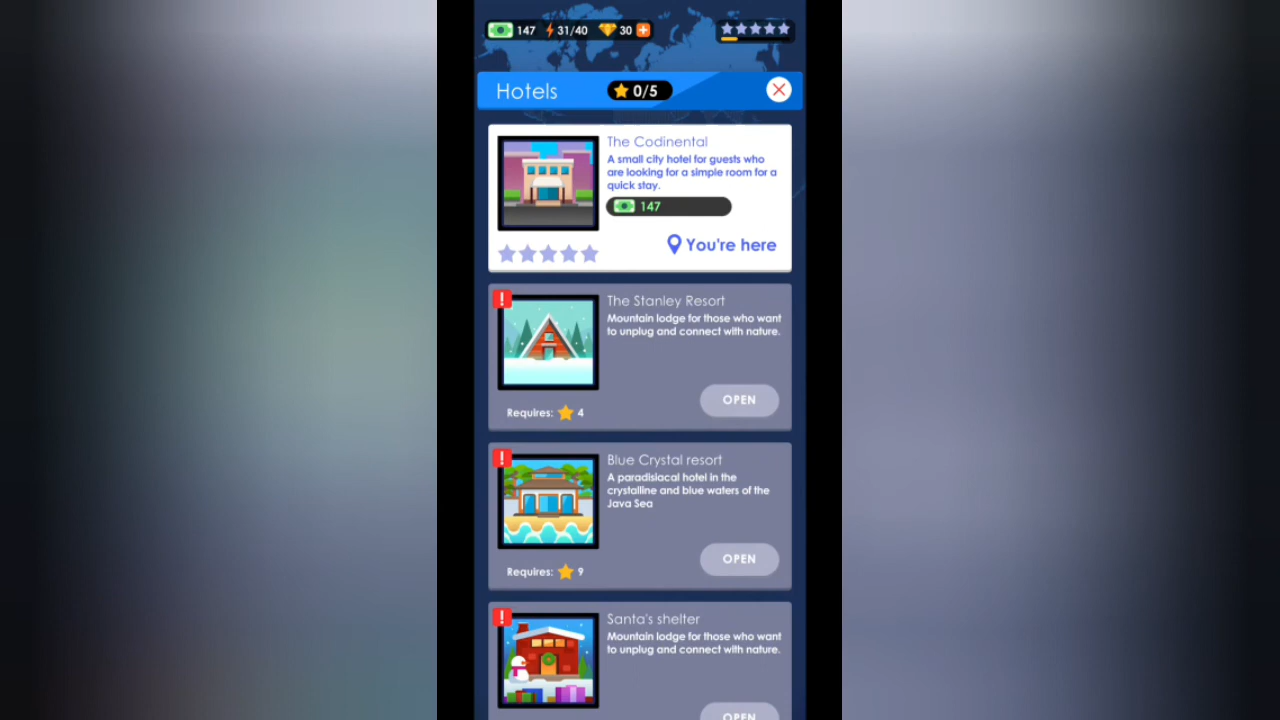 147 31/40 30
Hotels 0/5
The Codinental
A small city hotel for guests who
are looking for a simple room for a
quick stay.
147
You're here
!
The Stanley Resort
Mountain lodge for those who want
to unplug and connect with nature.
Requires: 4
OPEN
!
Blue Crystal resort
A paradisiacal hotel in the
crystalline and blue waters of the
Java Sea
Requires: 9
OPEN
!
Santa's shelter
Mountain lodge for those who want
to unplug and connect with nature.
OPEN